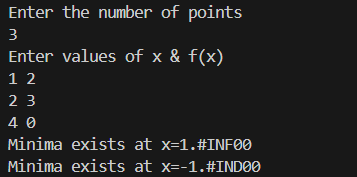 Enter the number of points
3
Enter values of x & f(x)
1 2
2 3
4 0
Minima exists at x=1.#INF00
Minima exists at x=-1.#IND00